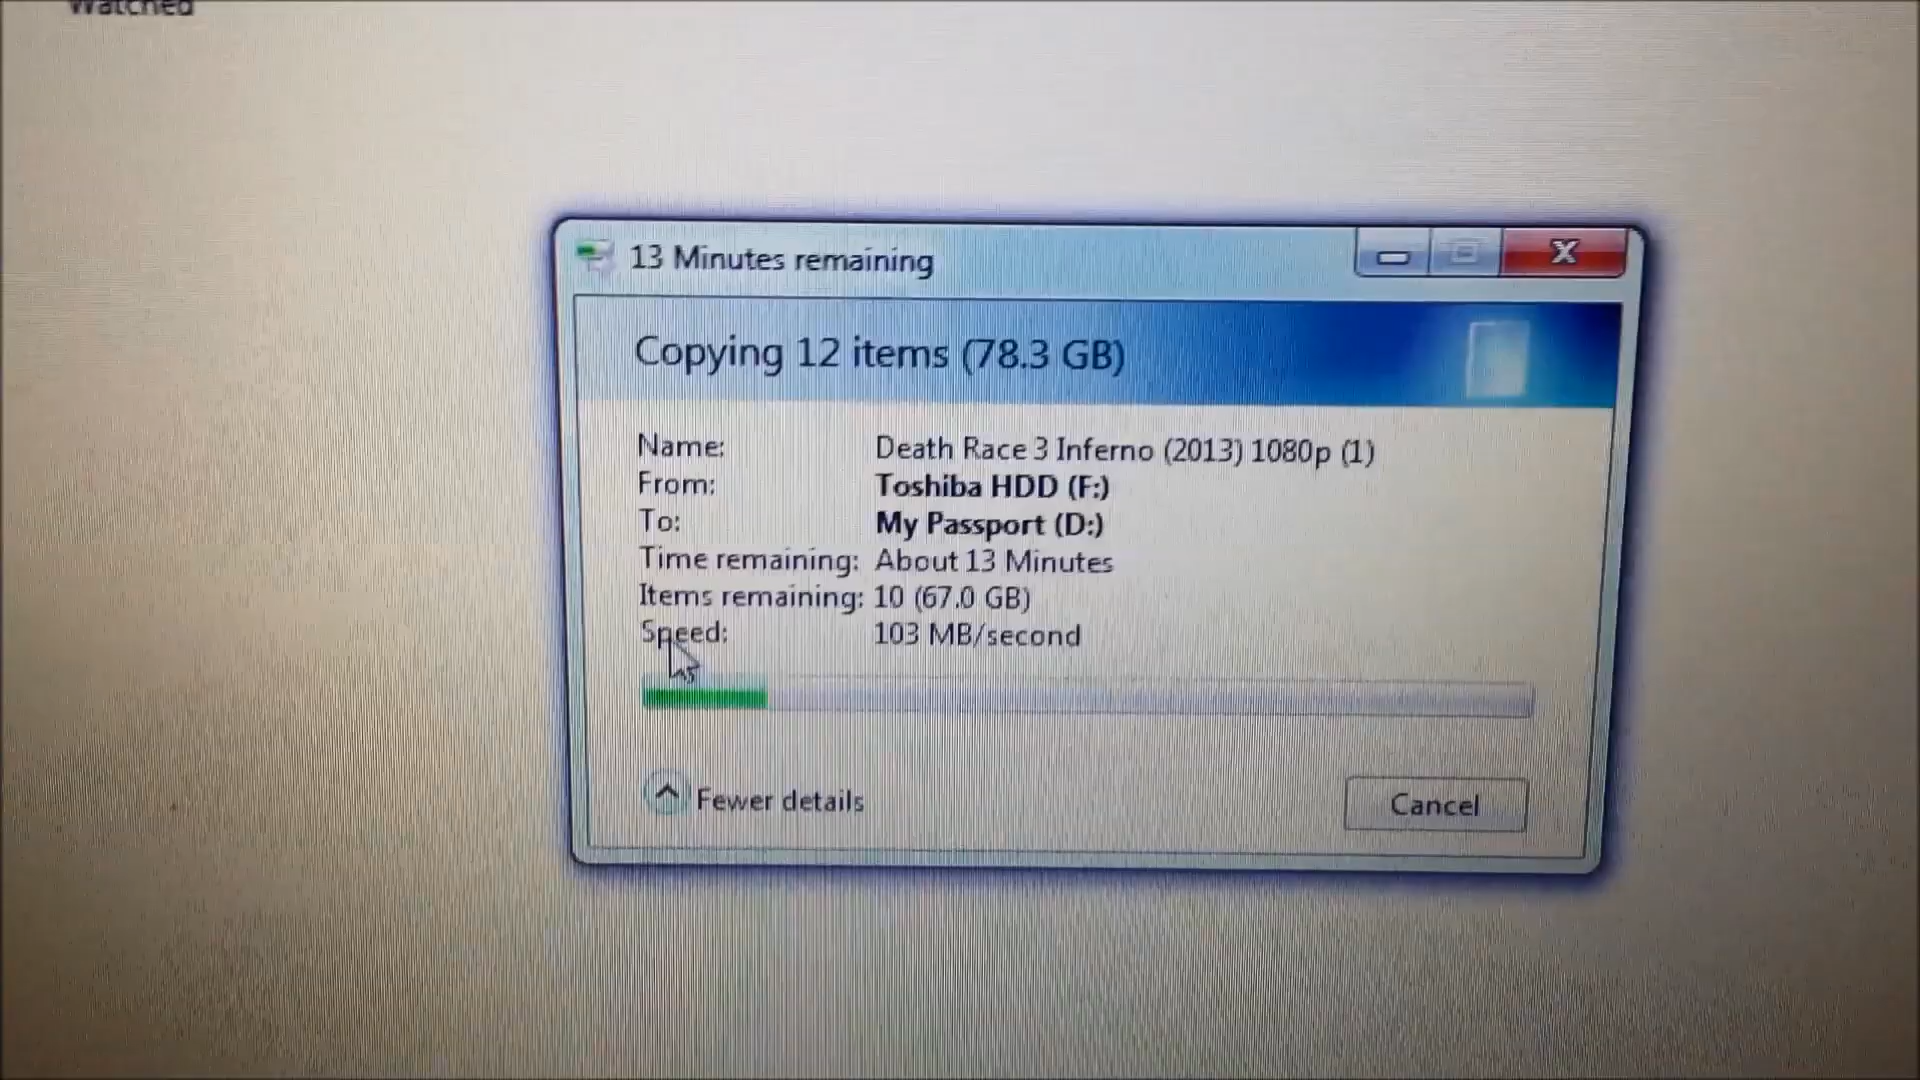 Watched
13 Minutes remaining
Copying 12 items (78.3 GB)
Name: Death Race 3 Inferno (2013) 1080p (1)
From: Toshiba HDD (F:)
To: My Passport (D:)
Time remaining: About 13 Minutes
Items remaining: 10 (67.0 GB)
Speed: 103 MB/second
Fewer details
Cancel